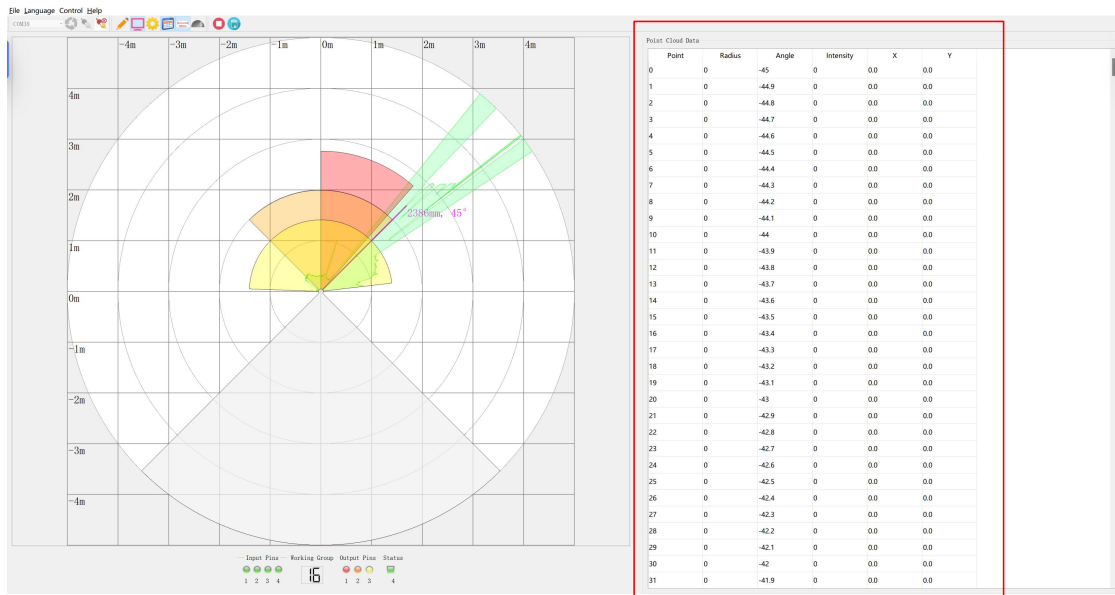 File Language Control Help
COM39
-4m -3m -2m -1m 0m 1m 2m 3m 4m
4m
3m
2m
2386mm, 45°
1m
0m
-1m
-2m
-3m
-4m
Input Pins Working Group Output Pins Status
1 2 3 4 16 1 2 3 4
Point Cloud Data
Point Radius Angle Intensity X Y
0 0 -45 0 0.0 0.0
1 0 -44.9 0 0.0 0.0
2 0 -44.8 0 0.0 0.0
3 0 -44.7 0 0.0 0.0
4 0 -44.6 0 0.0 0.0
5 0 -44.5 0 0.0 0.0
6 0 -44.4 0 0.0 0.0
7 0 -44.3 0 0.0 0.0
8 0 -44.2 0 0.0 0.0
9 0 -44.1 0 0.0 0.0
10 0 -44 0 0.0 0.0
11 0 -43.9 0 0.0 0.0
12 0 -43.8 0 0.0 0.0
13 0 -43.7 0 0.0 0.0
14 0 -43.6 0 0.0 0.0
15 0 -43.5 0 0.0 0.0
16 0 -43.4 0 0.0 0.0
17 0 -43.3 0 0.0 0.0
18 0 -43.2 0 0.0 0.0
19 0 -43.1 0 0.0 0.0
20 0 -43 0 0.0 0.0
21 0 -42.9 0 0.0 0.0
22 0 -42.8 0 0.0 0.0
23 0 -42.7 0 0.0 0.0
24 0 -42.6 0 0.0 0.0
25 0 -42.5 0 0.0 0.0
26 0 -42.4 0 0.0 0.0
27 0 -42.3 0 0.0 0.0
28 0 -42.2 0 0.0 0.0
29 0 -42.1 0 0.0 0.0
30 0 -42 0 0.0 0.0
31 0 -41.9 0 0.0 0.0